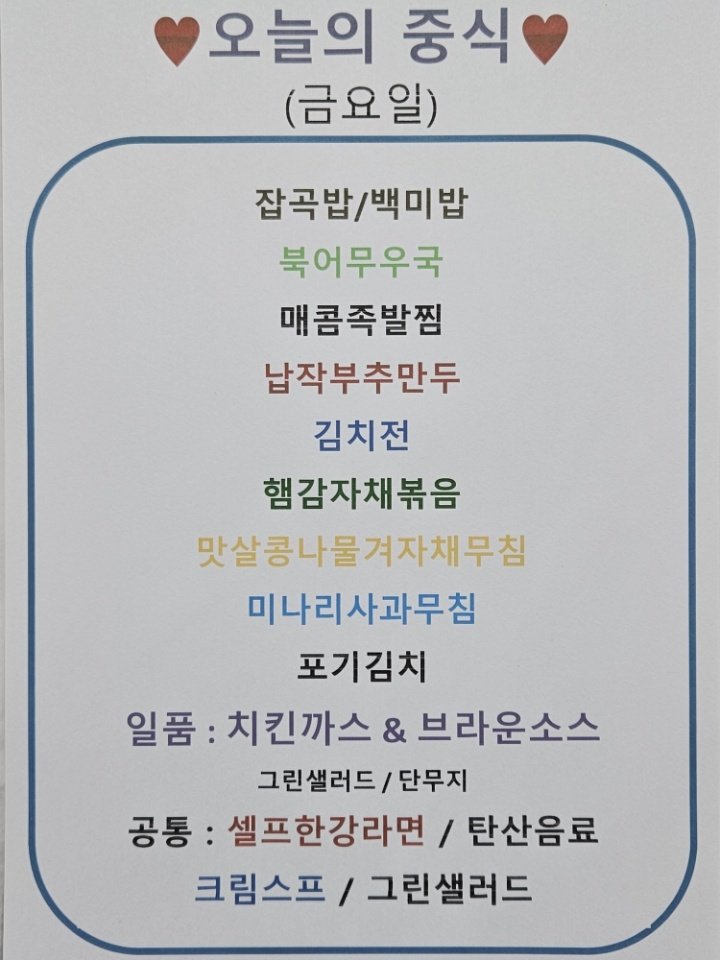 ♥오늘의 중식♥
(금요일)
잡곡밥/백미밥
북어무우국
매콤족발찜
납작부추만두
김치전
햄감자채볶음
맛살콩나물겨자채무침
미나리사과무침
포기김치
일품 : 치킨까스 & 브라운소스
그린샐러드 / 단무지
공통 : 셀프한강라면 / 탄산음료
크림스프 / 그린샐러드